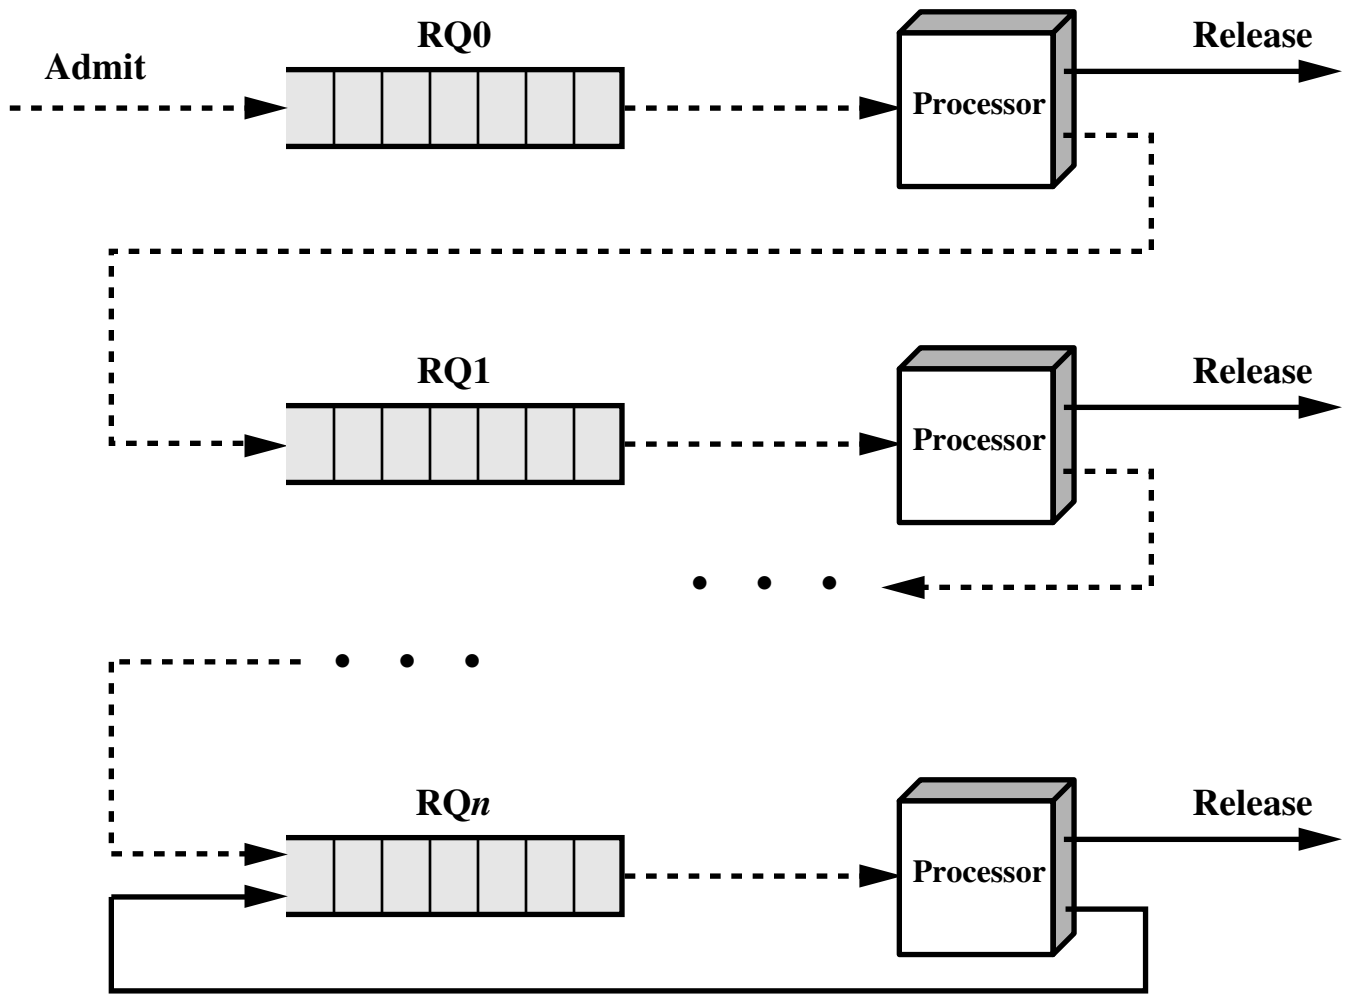 RQ0
Release
Admit
Processor
RQ1
Release
Processor
RQn
Release
Processor